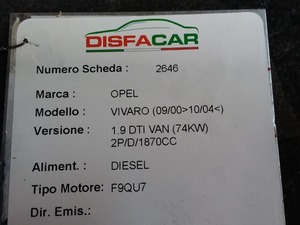 DISFACAR
Numero Scheda : 2646
Marca : OPEL
Modello : VIVARO (09/00>10/04<)
Versione : 1.9 DTI VAN (74KW)
2P/D/1870CC
Aliment. : DIESEL
Tipo Motore: F9QU7
Dir. Emis.: